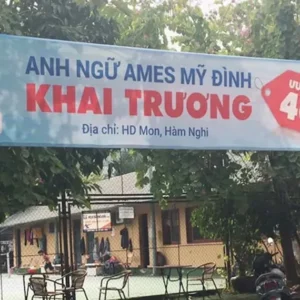 ANH NGỮ AMES MỸ ĐÌNH
KHAI TRƯƠNG
Địa chỉ: HD Mon, Hàm Nghi